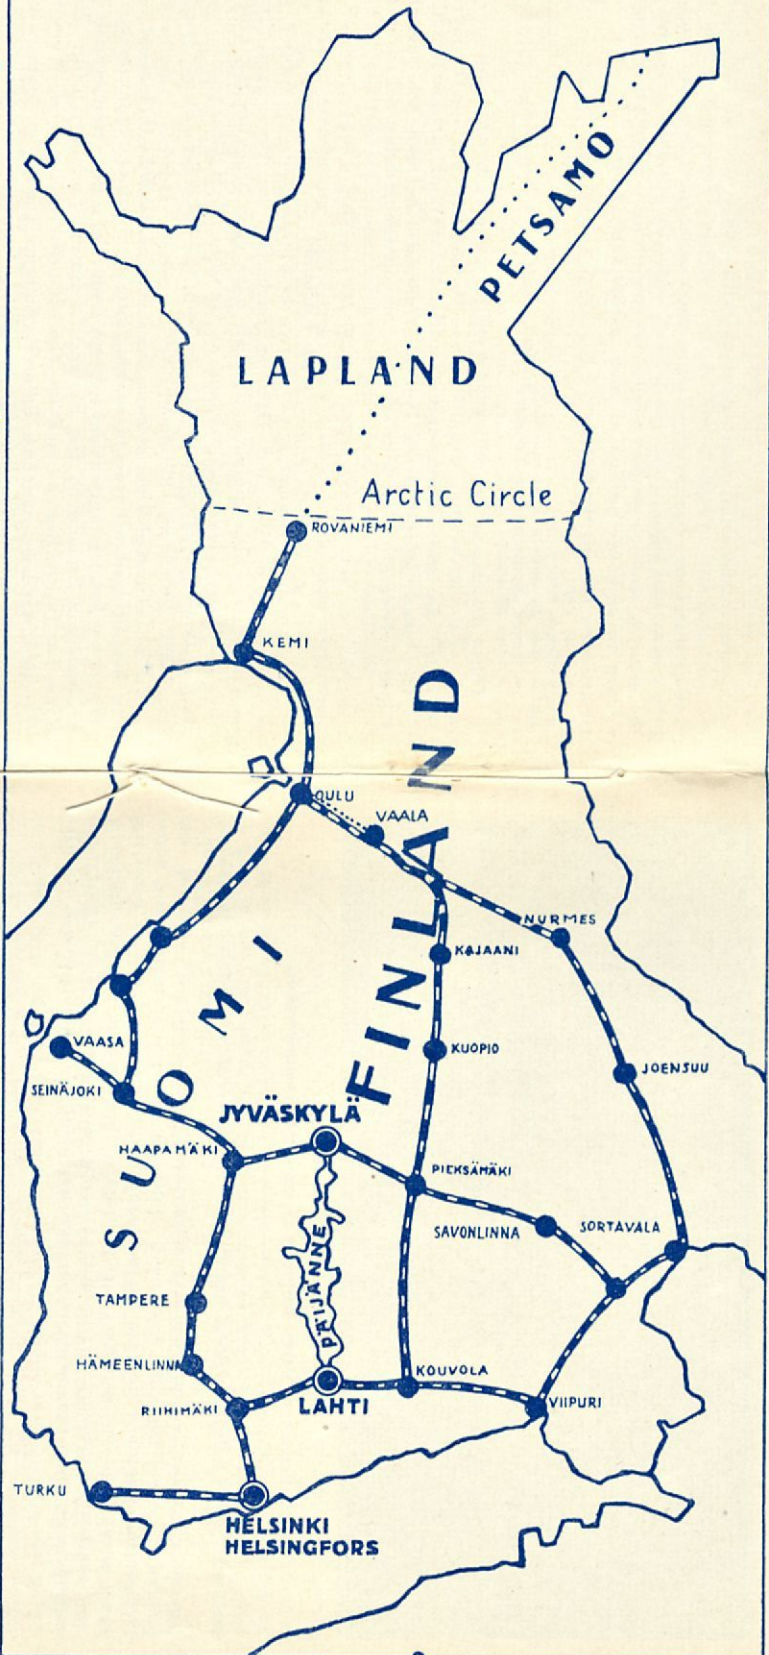 PETSAMO
LAPLAND
Arctic Circle
ROVANIEMI
KEMI
OULU
VAALA
NURMES
KAJAANI
SUOMI
FINLAND
VAASA
KUOPIO
JOENSUU
SEINÄJOKI
JYVÄSKYLÄ
HAAPAMÄKI
PIEKSÄMÄKI
SAVONLINNA
SORTAVALA
PÄIJÄNNE
TAMPERE
HÄMEENLINNA
KOUVOLA
RIIHIMÄKI
LAHTI
VIIPURI
TURKU
HELSINKI
HELSINGFORS